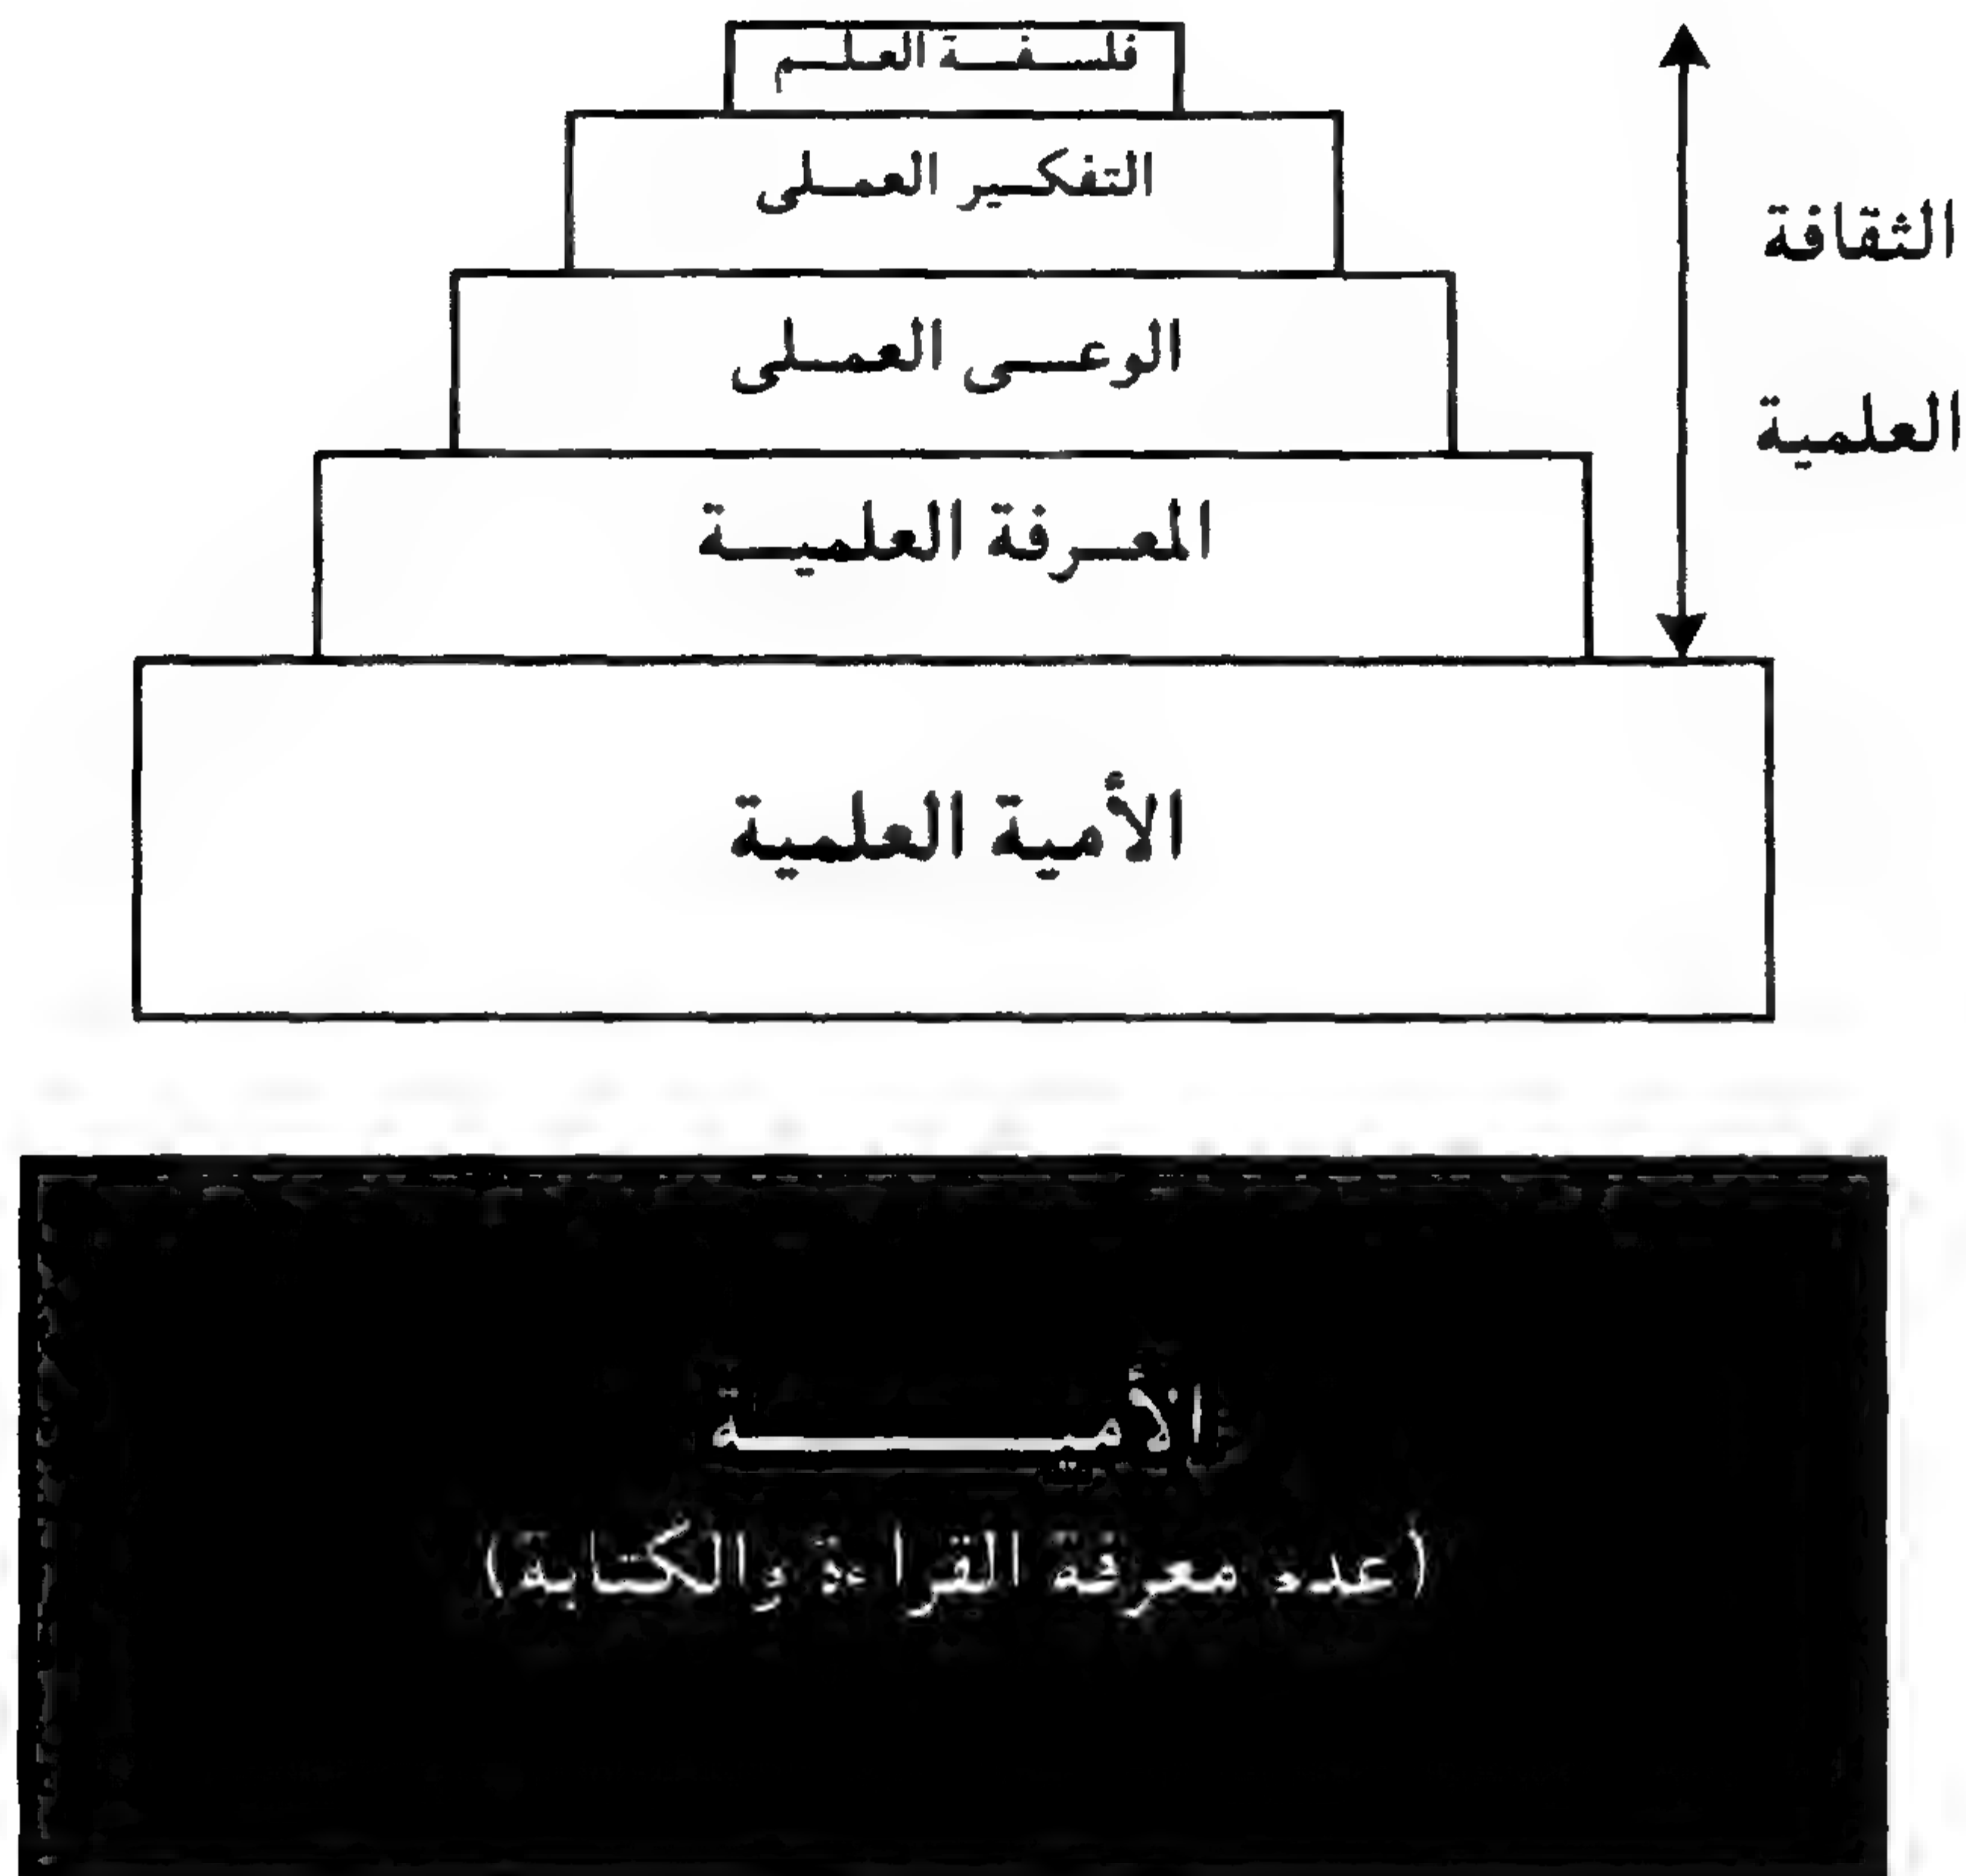 فلسفة العلم
التفكير العملى
الوعى العملى
المعرفة العلمية
الأمية العلمية
الثقافة
العلمية
الأمية
(عدم معرفة القراءة والكتابة)